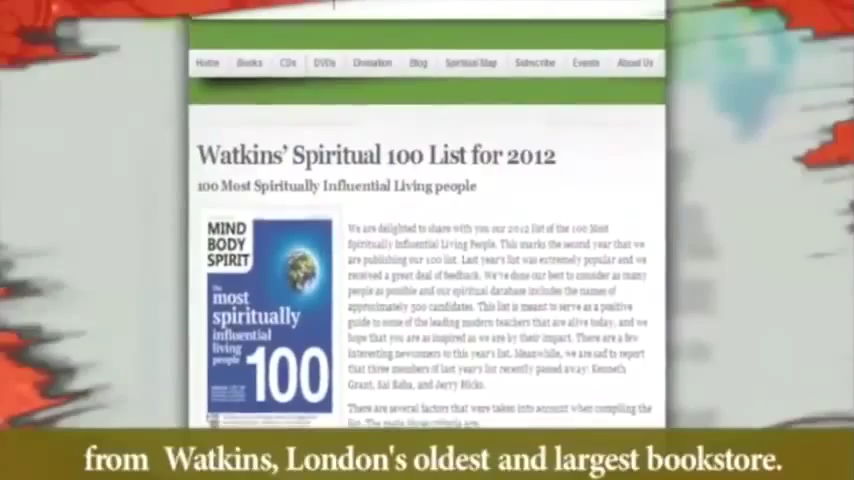 Home Books CDs DVDs Donation Blog Spiritual Map Subscribe Events About Us
Watkins' Spiritual 100 List for 2012
100 Most Spiritually Influential Living people
MIND
BODY
SPIRIT
The
most
spiritually
influential
living
people
100
We are delighted to share with you our 2012 list of the 100 Most
Spiritually Influential Living People. This marks the second year that we
are publishing our 100 list. Last year's list was extremely popular and we
received a great deal of feedback. We've done our best to consider as many
people as possible and our spiritual database includes the names of
approximately 500 candidates. This list is meant to serve as a positive
guide to some of the leading modern teachers that are alive today, and we
hope that you are as inspired as we are by their impact. There are a few
interesting newcomers to this year's list. Meanwhile, we are sad to report
that three members of last year's list recently passed away: Kenneth
Grant, Sai Baba, and Jerry Hicks.
There are several factors that were taken into account when compiling the
list. The main three criteria are:
from Watkins, London's oldest and largest bookstore.